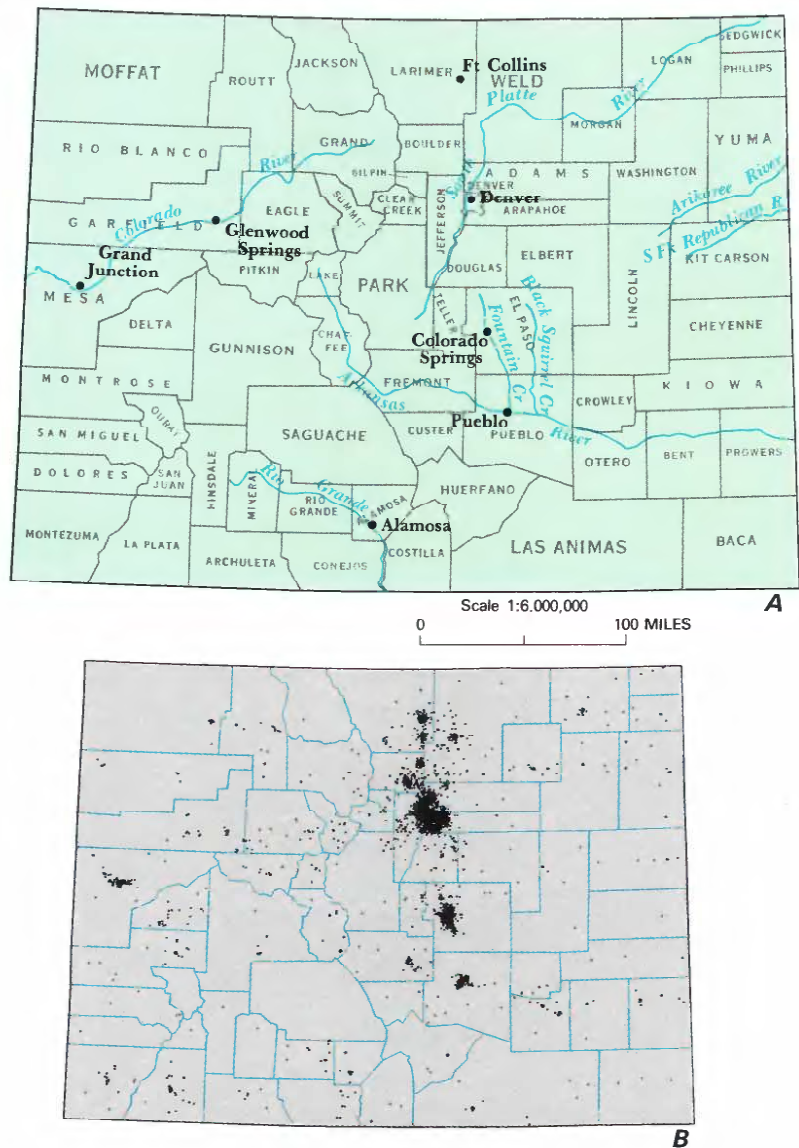 MOFFAT
ROUTT
JACKSON
LARIMER
Ft Collins
WELD
LOGAN
SEDGWICK
PHILLIPS
Platte
River
MORGAN
RIO BLANCO
GRAND
River
BOULDER
YUMA
GILPIN
South
ADAMS
WASHINGTON
DENVER
Denver
ARAPAHOE
Arikaree River
GARFIELD
Colorado
EAGLE
SUMMIT
CLEAR
CREEK
JEFFERSON
Glenwood
Springs
S Fk Republican R
Grand
Junction
MESA
PITKIN
LAKE
PARK
DOUGLAS
ELBERT
LINCOLN
KIT CARSON
DELTA
GUNNISON
CHAF-
FEE
TELLER
Colorado
Springs
Fountain Cr
EL PASO
Black Squirrel Cr
CHEYENNE
MONTROSE
Arkansas
FREMONT
CROWLEY
KIOWA
OURAY
SAN MIGUEL
SAGUACHE
CUSTER
Pueblo
PUEBLO
River
OTERO
BENT
PROWERS
DOLORES
SAN
JUAN
HINSDALE
MINERAL
Rio Grande
RIO
GRANDE
ALAMOSA
Alamosa
HUERFANO
MONTEZUMA
LA PLATA
ARCHULETA
CONEJOS
COSTILLA
LAS ANIMAS
BACA
A
Scale 1:6,000,000
0 100 MILES
B